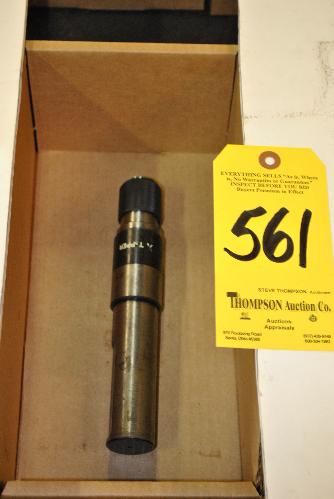 EVERYTHING SELLS "As is, Where
is, No Warranties or Guarantees."
INSPECT BEFORE YOU BID
Buyers Premium in Effect
561
STEVE THOMPSON, Auctioneer
THOMPSON Auction Co.
Auctions
Appraisals